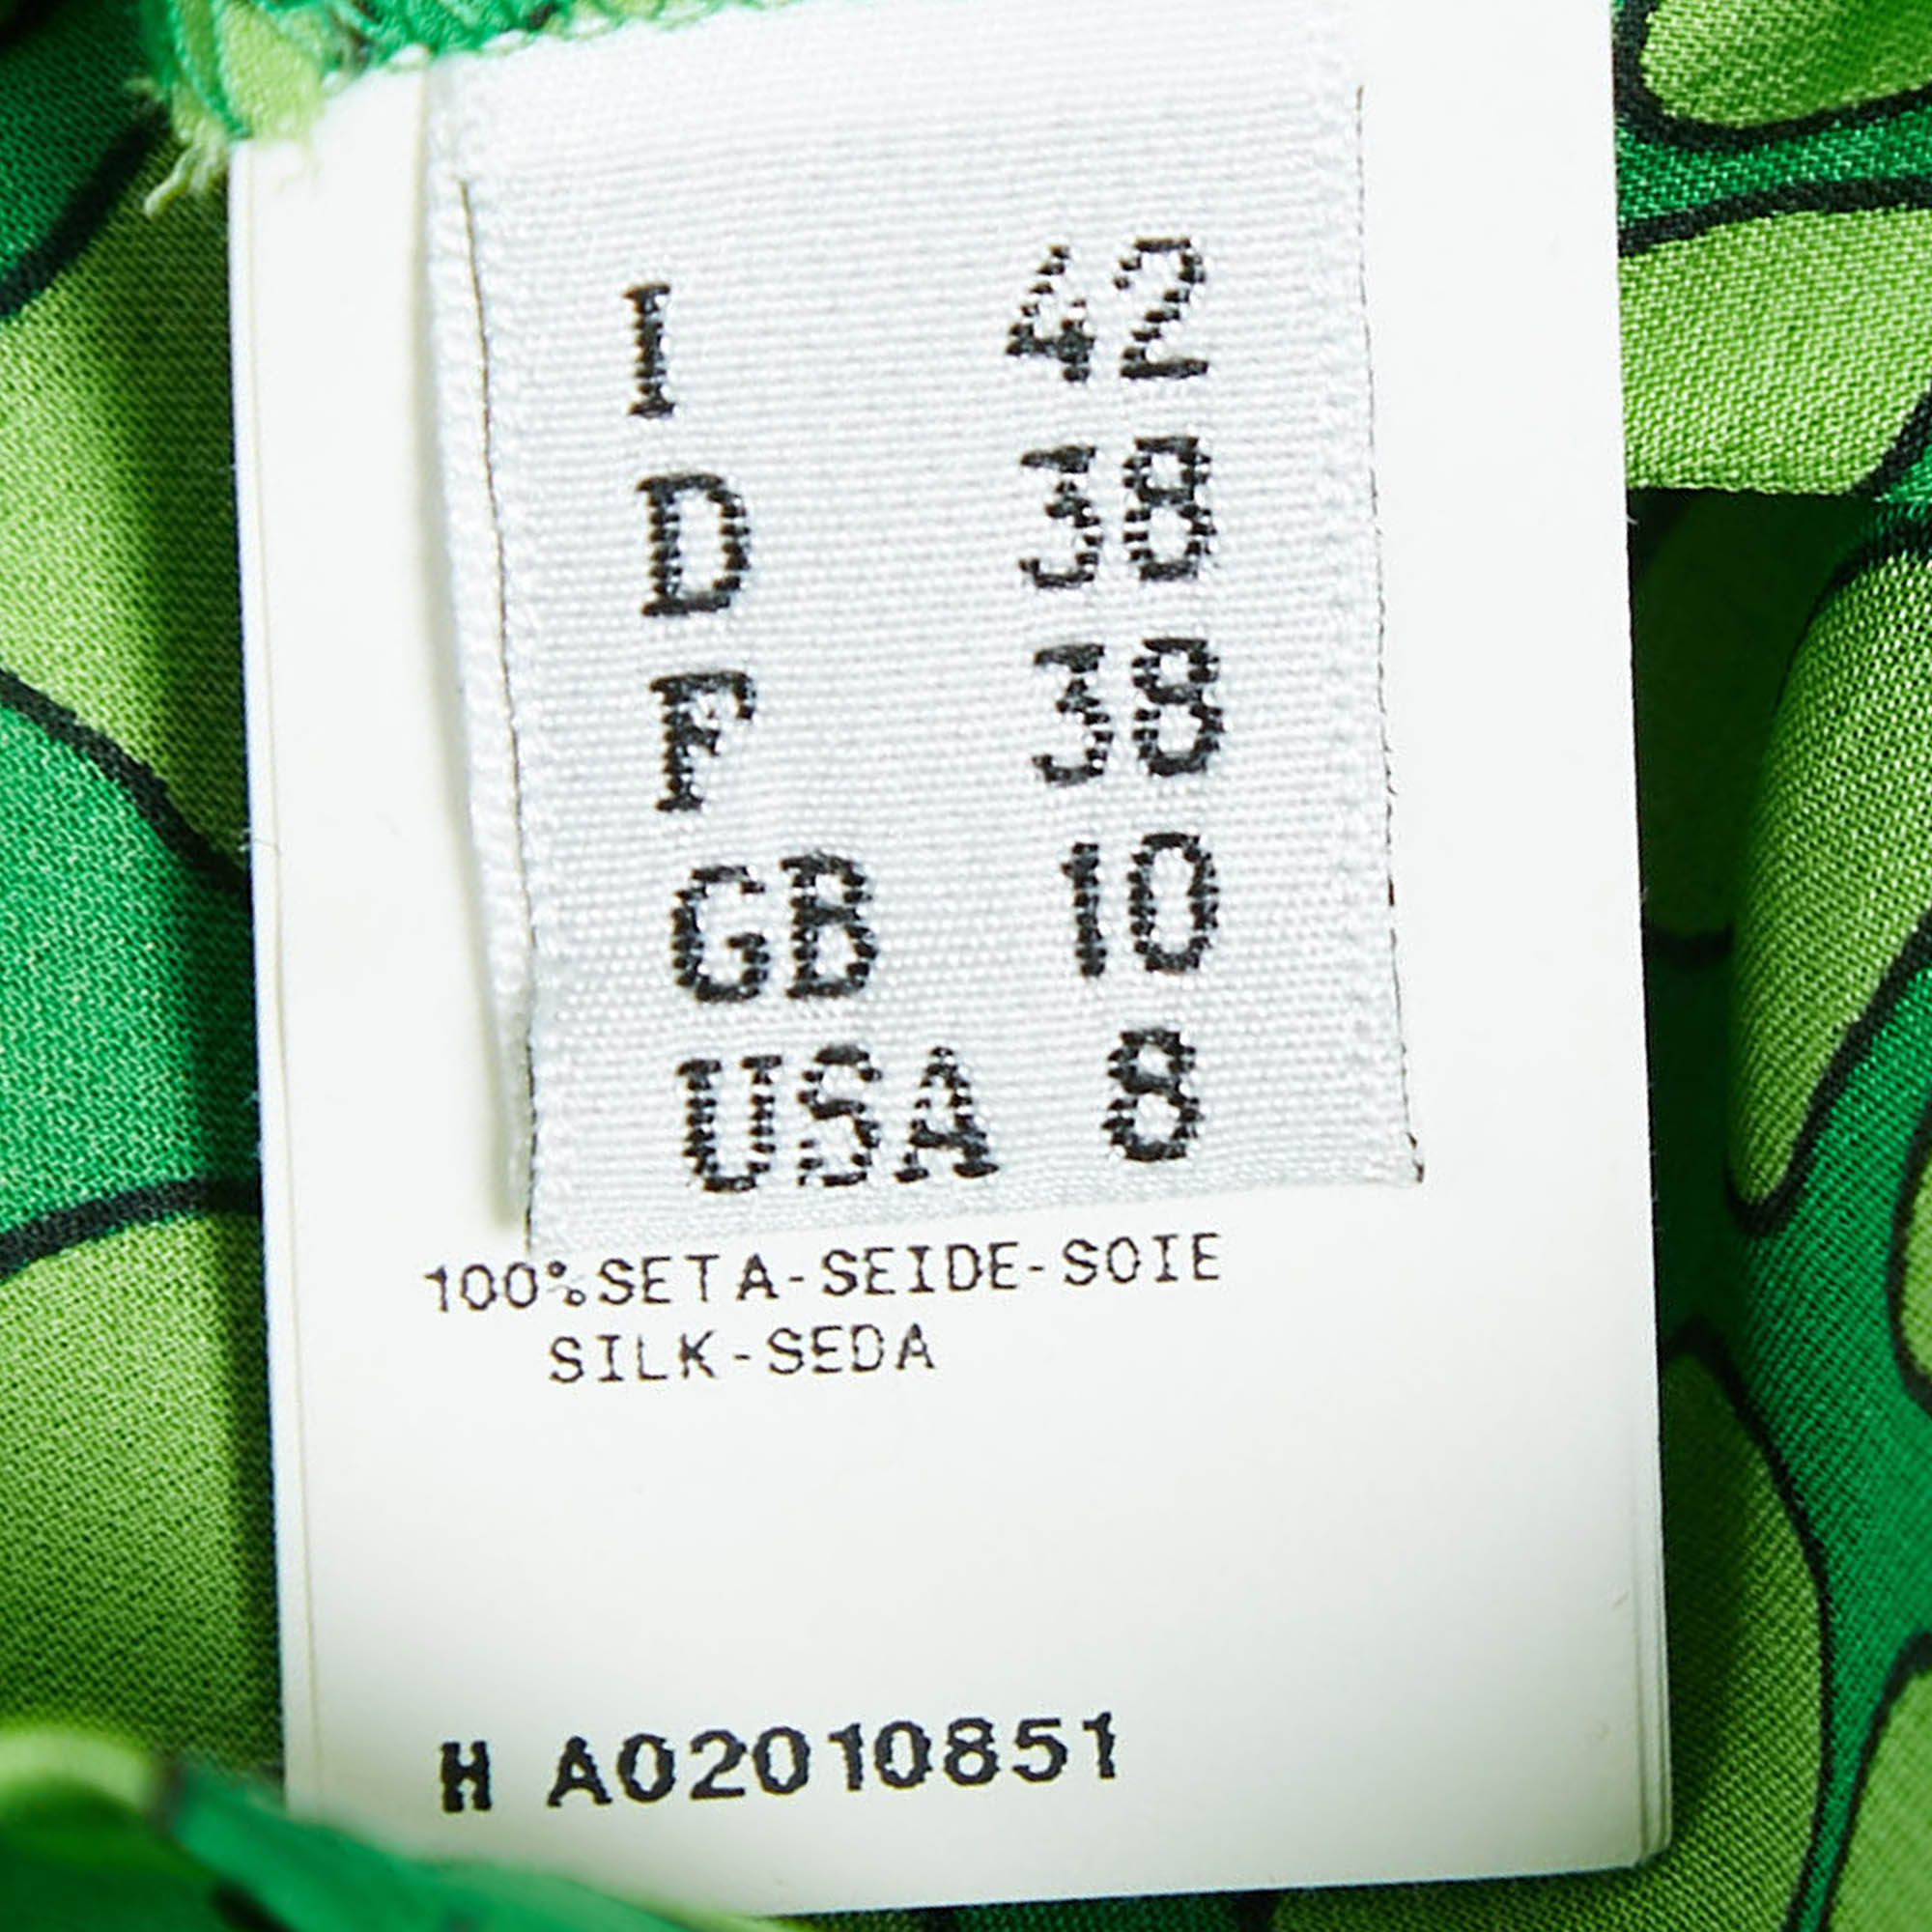 I 42
D 38
F 38
GB 10
USA 8
100%SETA-SEIDE-SOIE
SILK-SEDA
H A02010851